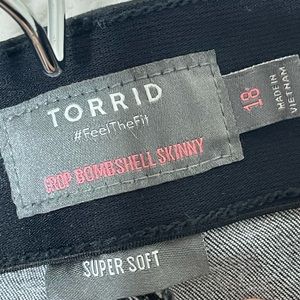 TORRID
#FeelTheFit
CROP BOMBSHELL SKINNY
18
MADE IN
VIETNAM
SUPER SOFT